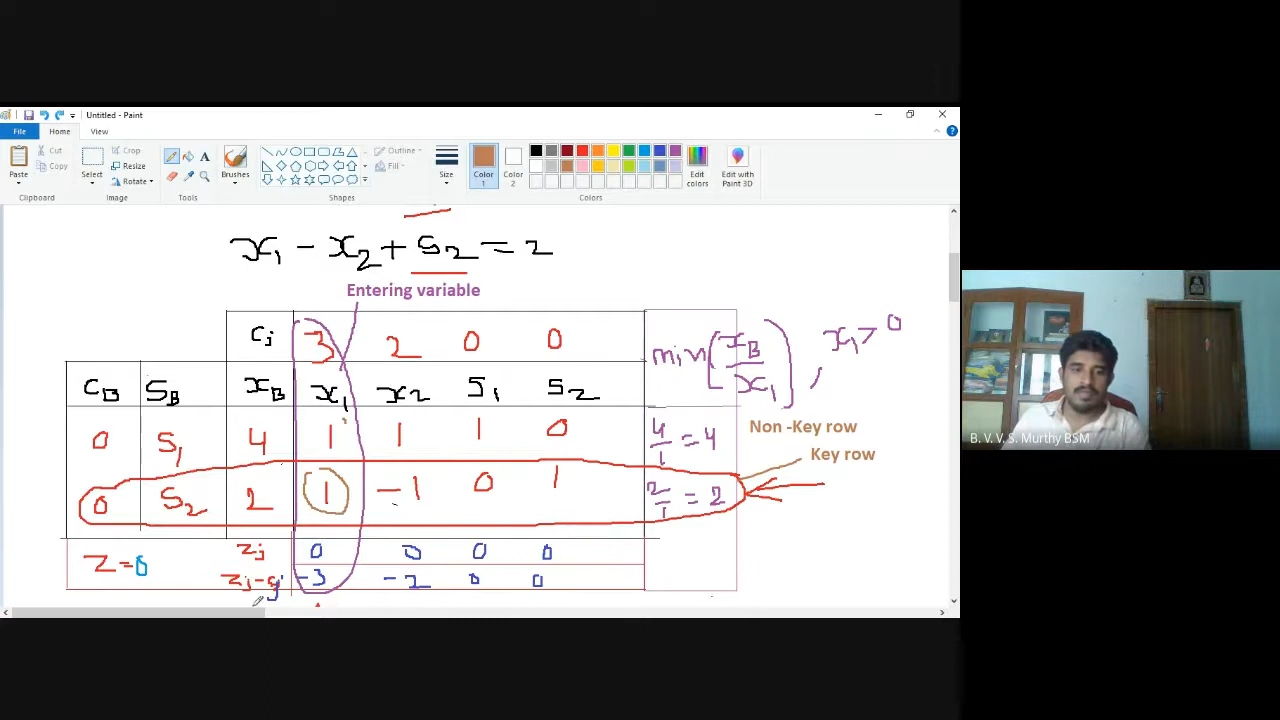 Untitled - Paint
File Home View
Paste Cut Copy Select Crop Resize Rotate Brushes Outline Fill Size Color 1 Color 2 Edit colors Edit with Paint 3D
Clipboard Image Tools Shapes Colors
x₁ - x₂ + S₂ = 2
Entering variable
Cj 3 2 0 0 min(xB/x₁), x₁>0
CB SB xB x₁ x₂ S₁ S₂
Non -Key row
0 S₁ 4 1 1 1 0 4/1=4
Key row
0 S₂ 2 1 -1 0 1 2/1=2
Z=0 Zj 0 0 0 0
Zj-Cj -3 -2 0 0
B. V. V. S. Murthy BSM